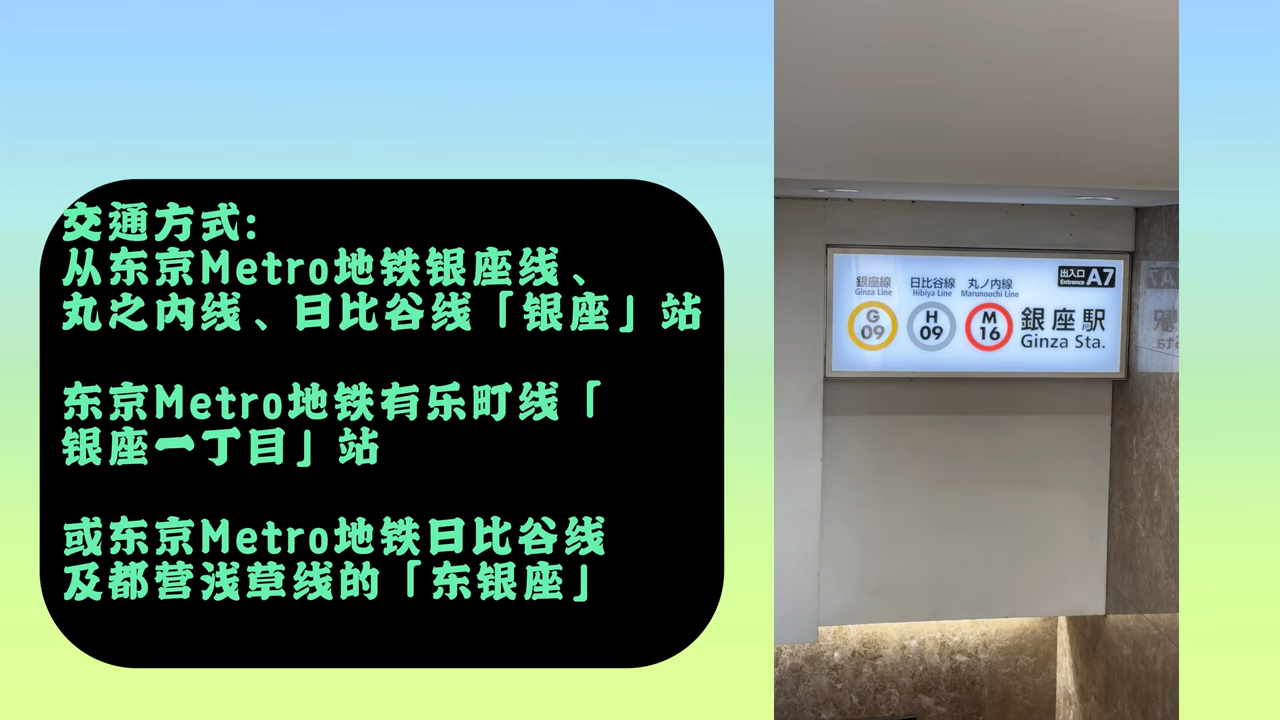 交通方式:
从东京Metro地铁银座线、
丸之内线、日比谷线「银座」站
东京Metro地铁有乐町线「
银座一丁目」站
或东京Metro地铁日比谷线
及都营浅草线的「东银座」
銀座線 日比谷線 丸ノ内線
Ginza Line Hibiya Line Marunouchi Line
G 09 H 09 M 16
出入口 Entrance A7
銀座駅
Ginza Sta.